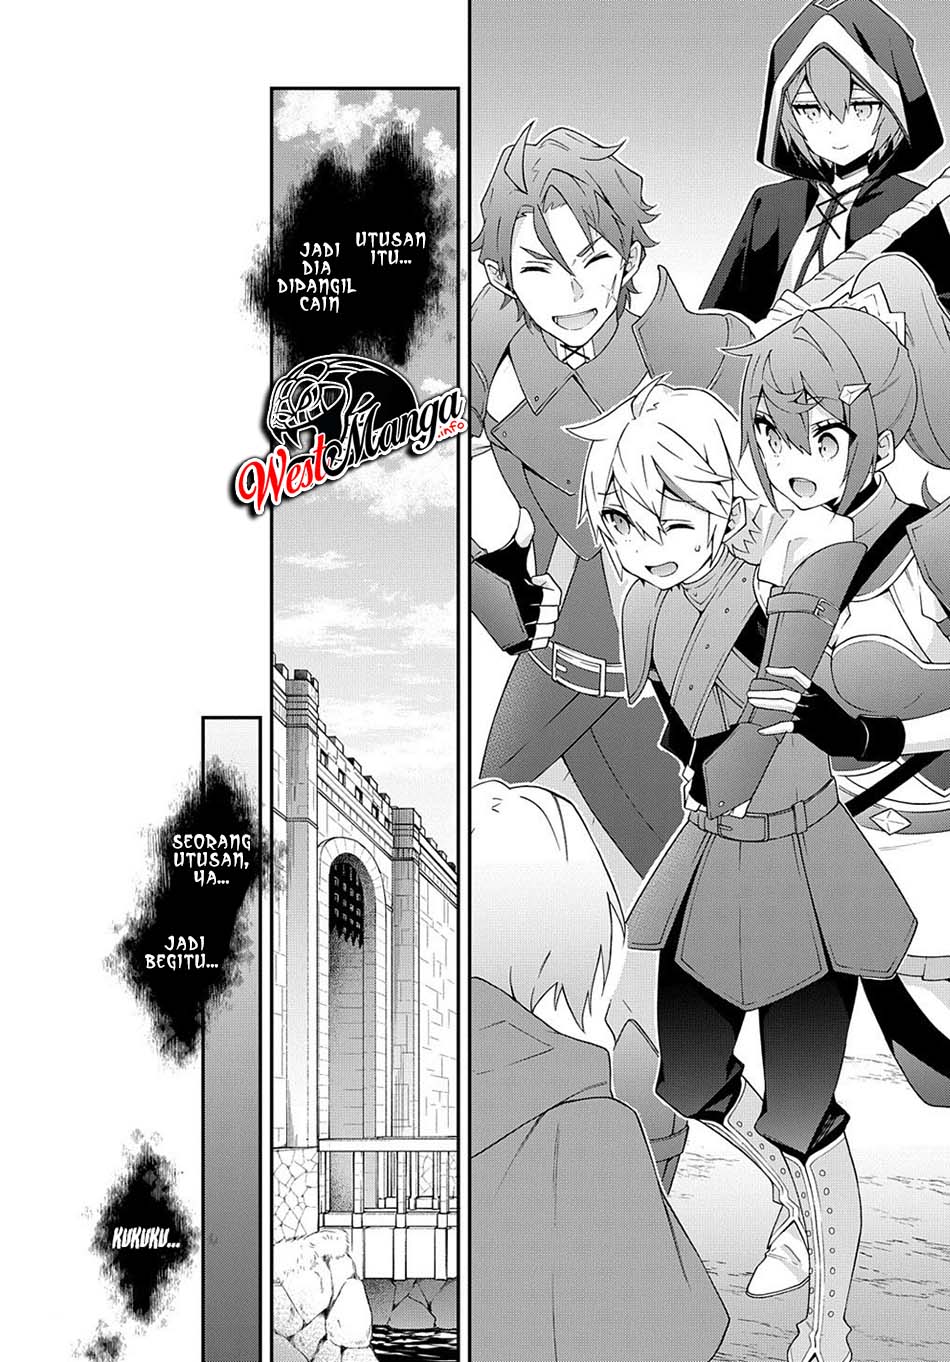 UTUSAN
ITU...
JADI
DIA
DIPANGIL
CAIN
WESTMANGA
.info
SEORANG
UTUSAN,
YA...
JADI
BEGITU...
KUKUKU...